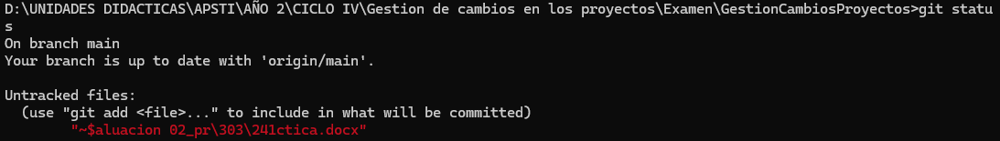 D:\UNIDADES DIDACTICAS\APSTI\AÑO 2\CICLO IV\Gestion de cambios en los proyectos\Examen\GestionCambiosProyectos>git statu
s
On branch main
Your branch is up to date with 'origin/main'.

Untracked files:
  (use "git add <file>..." to include in what will be committed)
        "~$aluacion 02_pr\303\241ctica.docx"